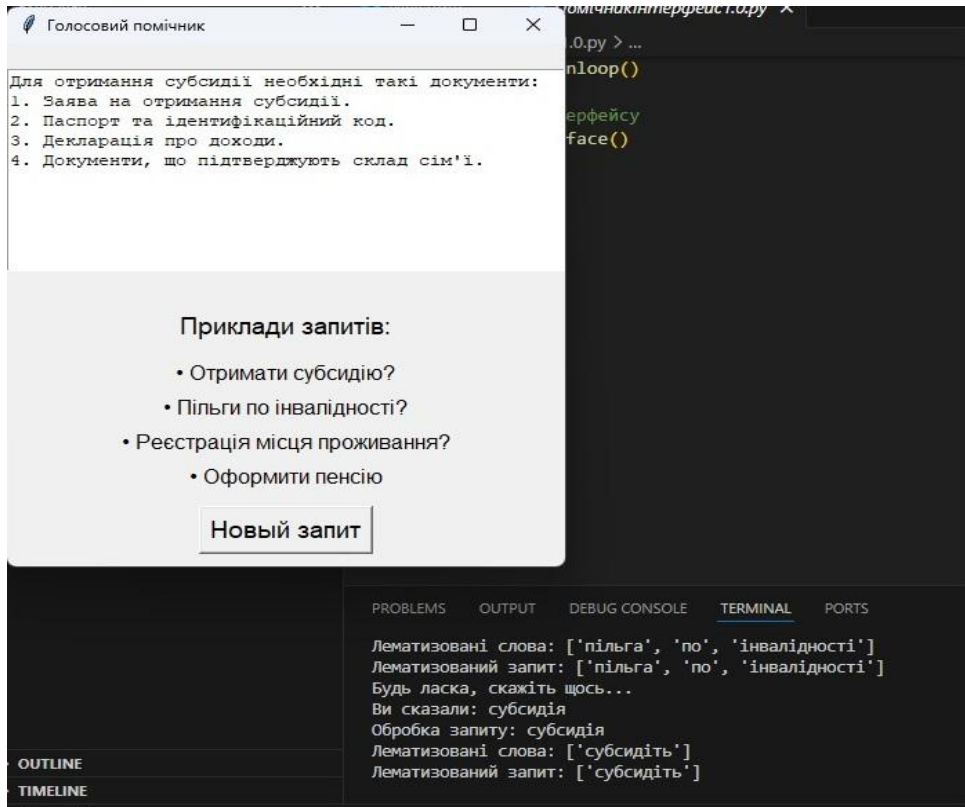 Голосовий помічник
Для отримання субсидії необхідні такі документи:
1. Заява на отримання субсидії.
2. Паспорт та ідентифікаційний код.
3. Декларація про доходи.
4. Документи, що підтверджують склад сім'ї.
Приклади запитів:
• Отримати субсидію?
• Пільги по інвалідності?
• Реєстрація місця проживання?
• Оформити пенсію
Новый запит
1.0.py > ...
nloop()
ерфейсу
face()
PROBLEMS OUTPUT DEBUG CONSOLE TERMINAL PORTS
Лематизовані слова: ['пільга', 'по', 'інвалідності']
Лематизований запит: ['пільга', 'по', 'інвалідності']
Будь ласка, скажіть щось...
Ви сказали: субсидія
Обробка запиту: субсидія
Лематизовані слова: ['субсидіть']
Лематизований запит: ['субсидіть']
OUTLINE
TIMELINE